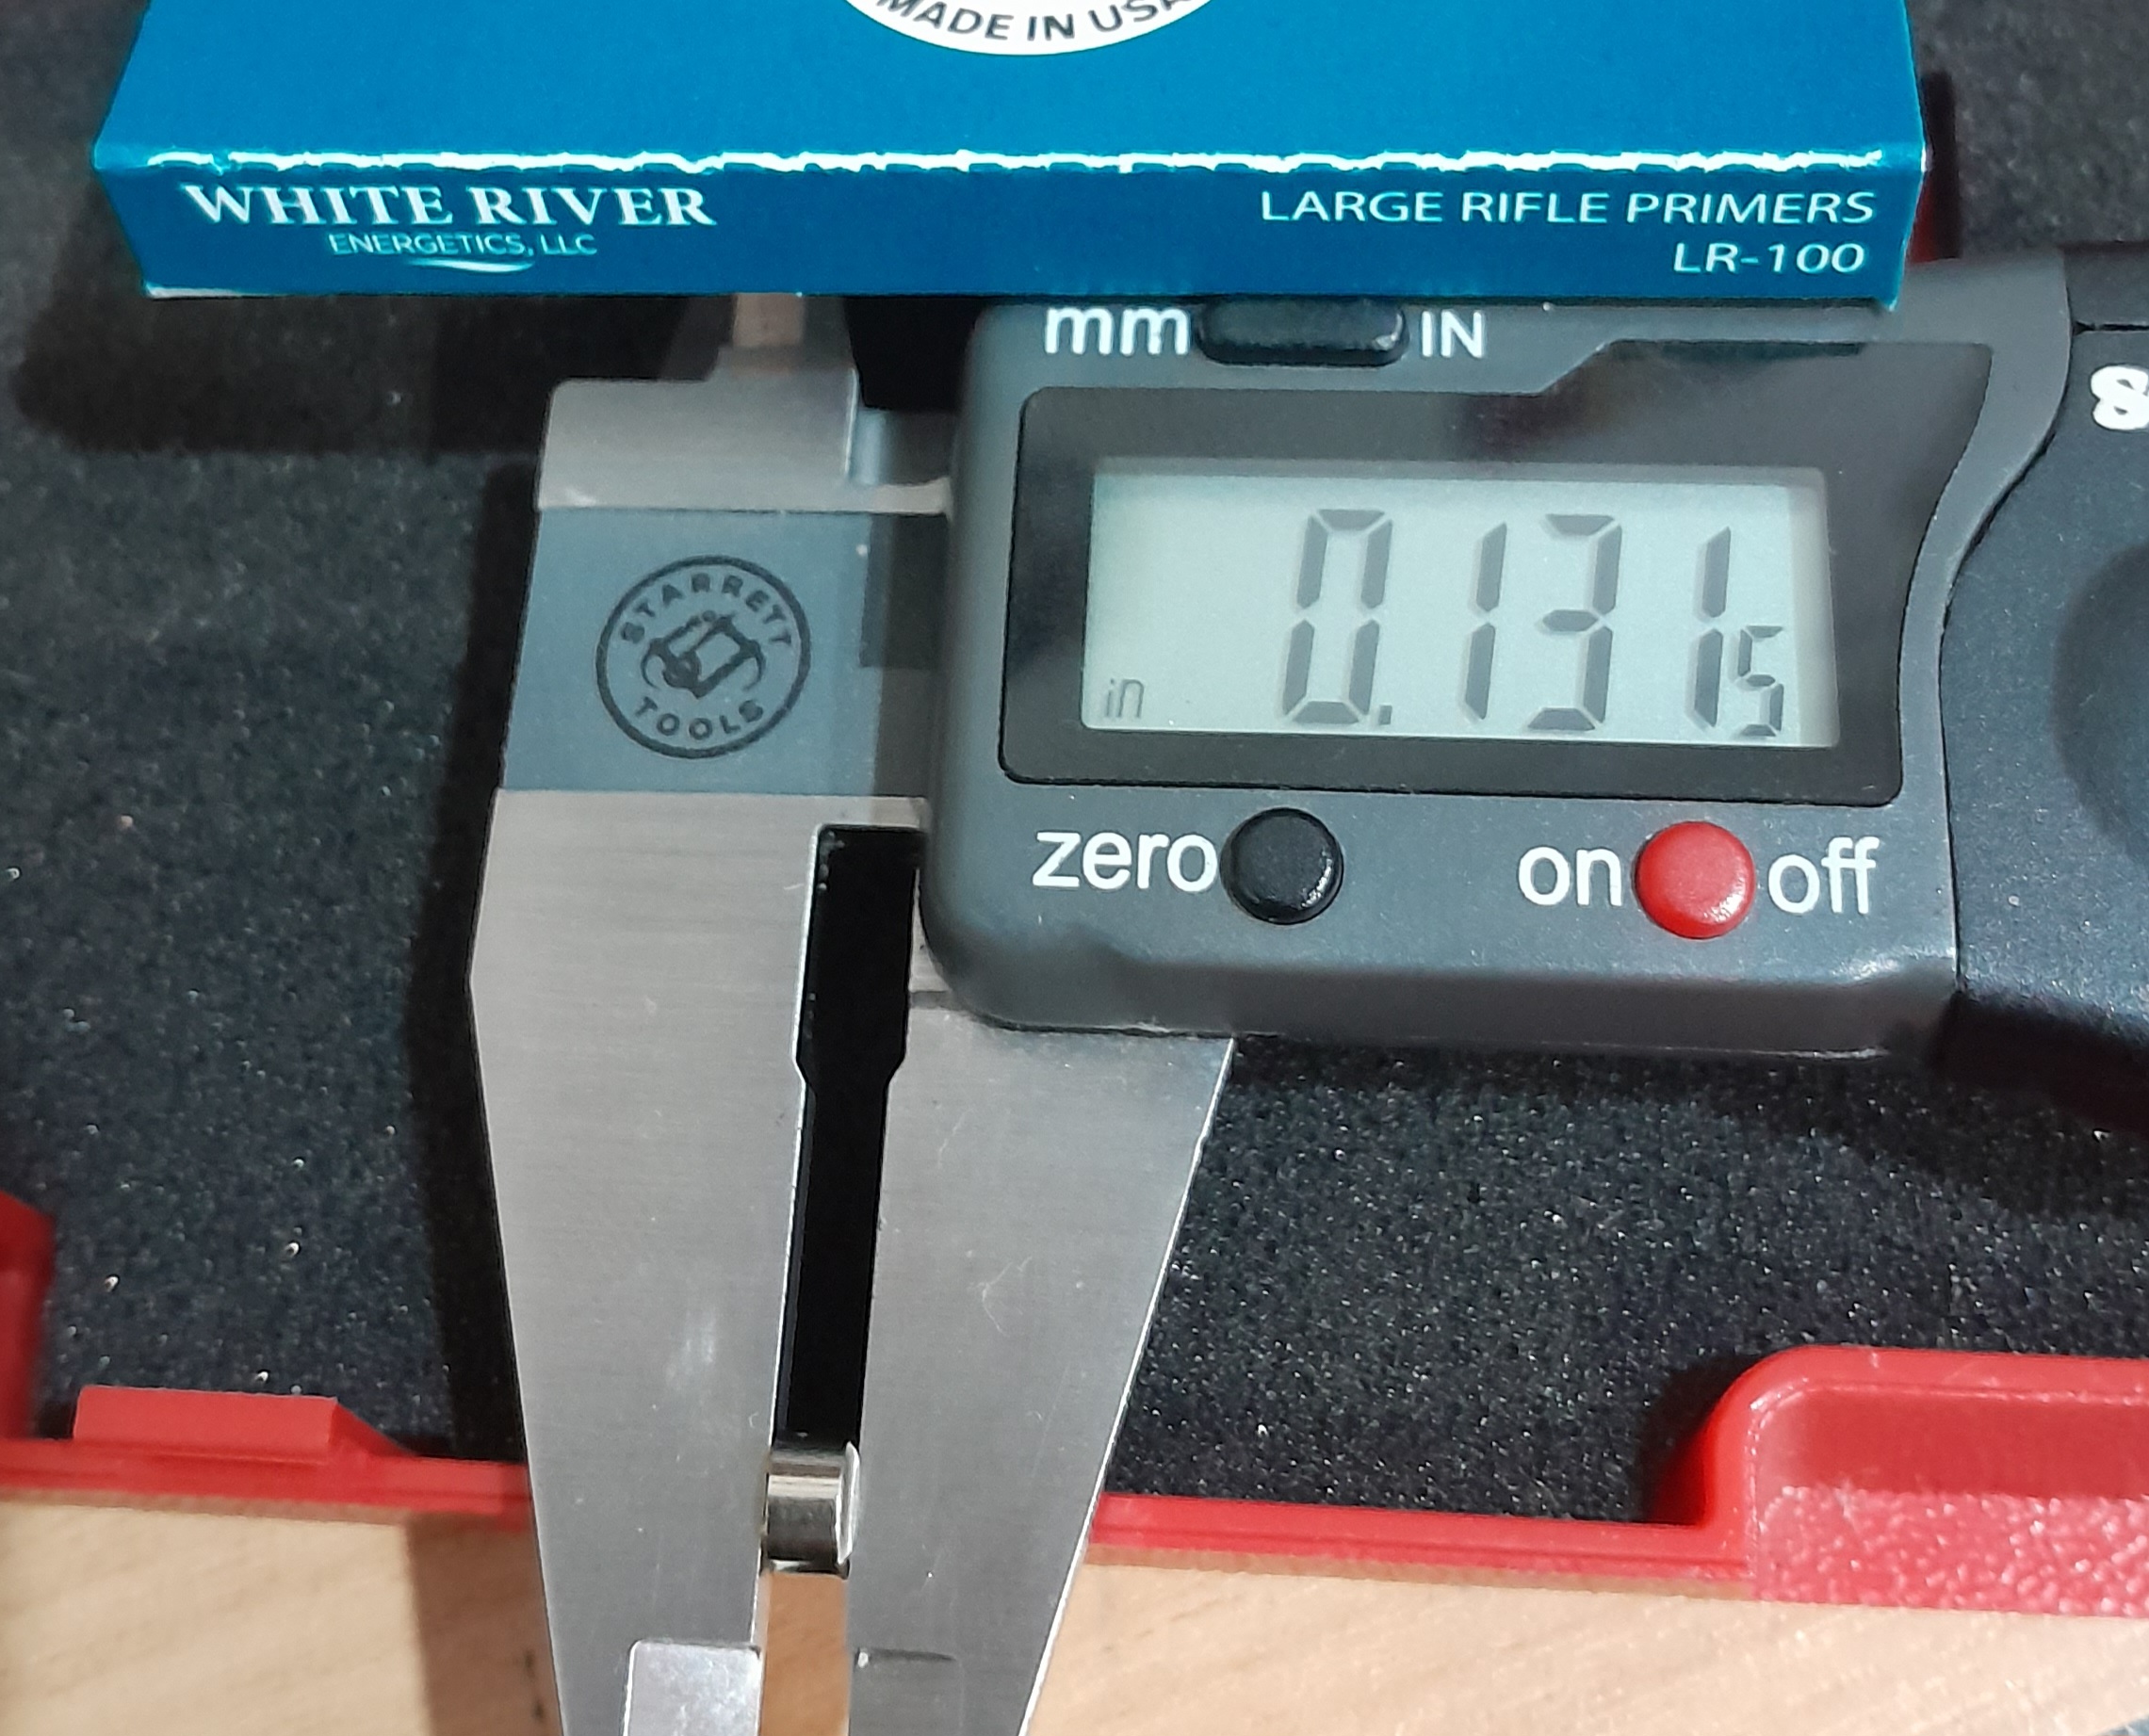 MADE IN USA
WHITE RIVER
ENERGETICS, LLC
LARGE RIFLE PRIMERS
LR-100
mm IN
STARRETT
TOOLS
0.1315
in
zero
on off